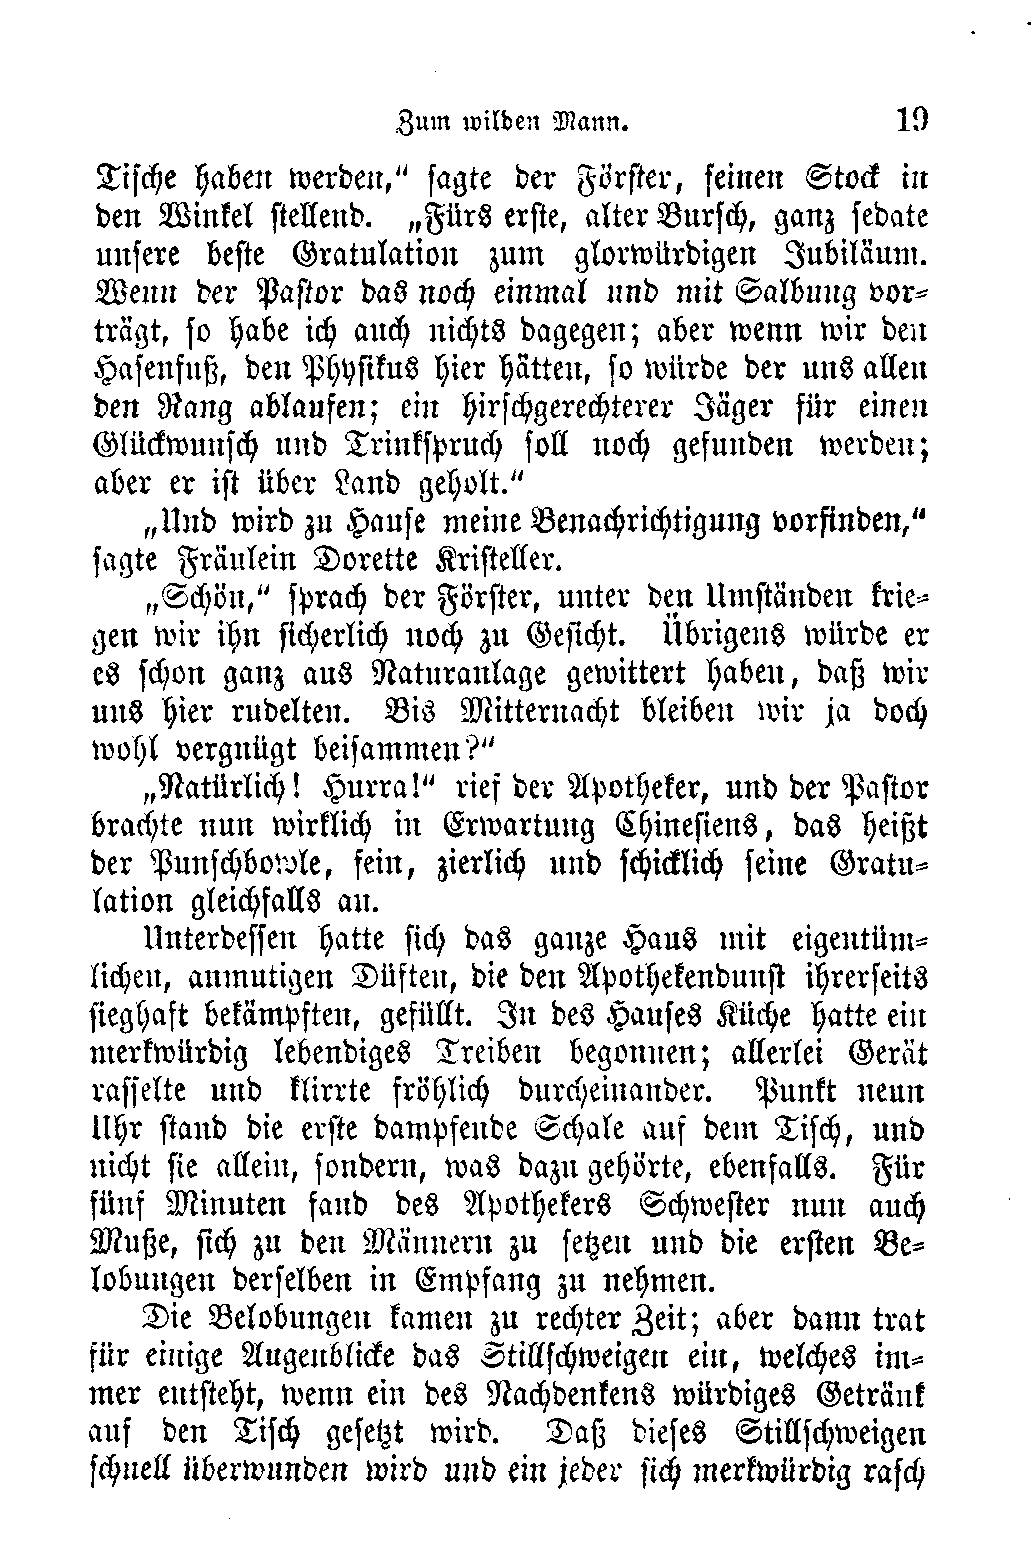 Zum wilden Mann. 19
Tische haben werden,“ sagte der Förster, seinen Stock in
den Winkel stellend. „Fürs erste, alter Bursch, ganz sedate
unsere beste Gratulation zum glorwürdigen Jubiläum.
Wenn der Pastor das noch einmal und mit Salbung vor-
trägt, so habe ich auch nichts dagegen; aber wenn wir den
Hasenfuß, den Physikus hier hätten, so würde der uns allen
den Rang ablaufen; ein hirschgerechterer Jäger für einen
Glückwunsch und Trinkspruch soll noch gefunden werden;
aber er ist über Land geholt.“
„Und wird zu Hause meine Benachrichtigung vorfinden,“
sagte Fräulein Dorette Kristeller.
„Schön,“ sprach der Förster, unter den Umständen krie-
gen wir ihn sicherlich noch zu Gesicht. Übrigens würde er
es schon ganz aus Naturanlage gewittert haben, daß wir
uns hier rudelten. Bis Mitternacht bleiben wir ja doch
wohl vergnügt beisammen?“
„Natürlich! Hurra!“ rief der Apotheker, und der Pastor
brachte nun wirklich in Erwartung Chinesiens, das heißt
der Punschbowle, fein, zierlich und schicklich seine Gratu-
lation gleichfalls an.
Unterdessen hatte sich das ganze Haus mit eigentüm-
lichen, anmutigen Düften, die den Apothekendunst ihrerseits
sieghaft bekämpften, gefüllt. In des Hauses Küche hatte ein
merkwürdig lebendiges Treiben begonnen; allerlei Gerät
rasselte und klirrte fröhlich durcheinander. Punkt neun
Uhr stand die erste dampfende Schale auf dem Tisch, und
nicht sie allein, sondern, was dazu gehörte, ebenfalls. Für
fünf Minuten fand des Apothekers Schwester nun auch
Muße, sich zu den Männern zu setzen und die ersten Be-
lobungen derselben in Empfang zu nehmen.
Die Belobungen kamen zu rechter Zeit; aber dann trat
für einige Augenblicke das Stillschweigen ein, welches im-
mer entsteht, wenn ein des Nachdenkens würdiges Getränk
auf den Tisch gesetzt wird. Daß dieses Stillschweigen
schnell überwunden wird und ein jeder sich merkwürdig rasch